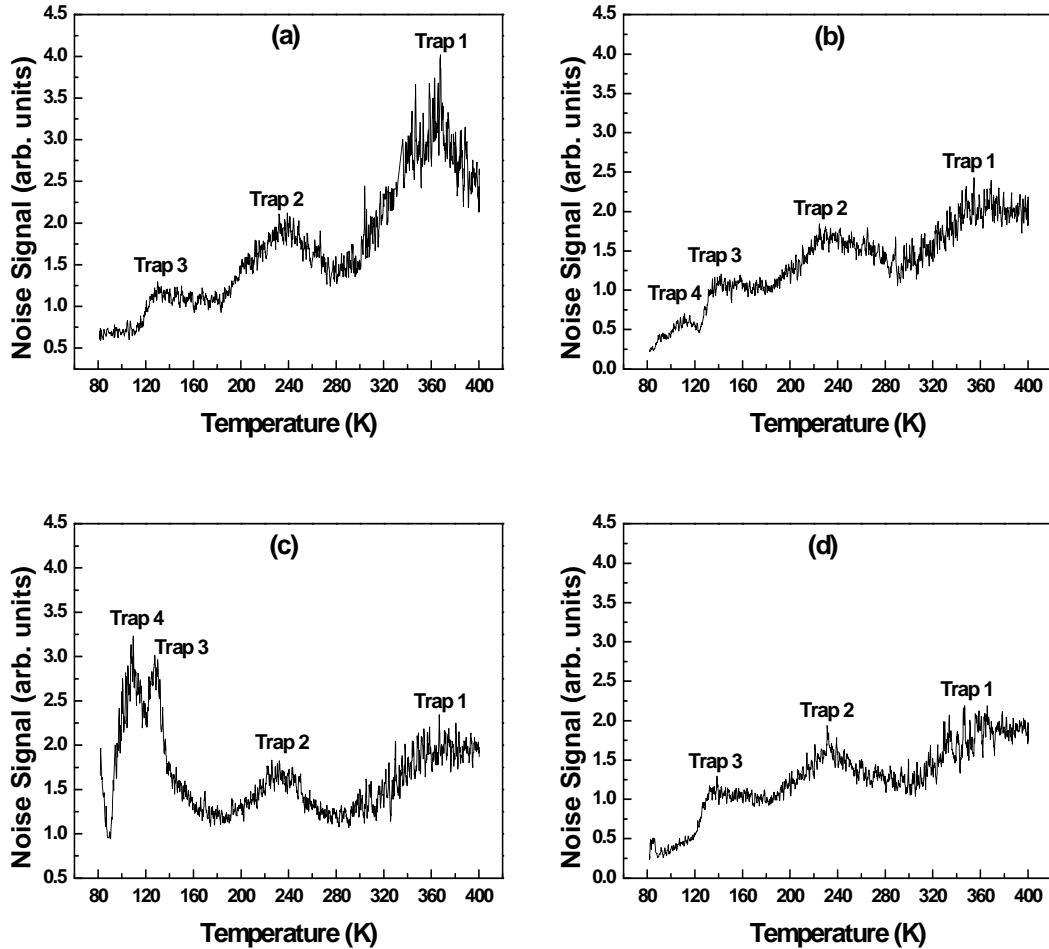 (a)
Trap 1
Trap 2
Trap 3
4.5
4.0
3.5
3.0
2.5
2.0
1.5
1.0
0.5
Noise Signal (arb. units)
80 120 160 200 240 280 320 360 400
Temperature (K)
(b)
Trap 1
Trap 2
Trap 3
Trap 4
4.5
4.0
3.5
3.0
2.5
2.0
1.5
1.0
0.5
0.0
Noise Signal (arb. units)
80 120 160 200 240 280 320 360 400
Temperature (K)
(c)
Trap 4
Trap 3
Trap 2
Trap 1
4.5
4.0
3.5
3.0
2.5
2.0
1.5
1.0
0.5
Noise Signal (arb. units)
80 120 160 200 240 280 320 360 400
Temperature (K)
(d)
Trap 1
Trap 2
Trap 3
4.5
4.0
3.5
3.0
2.5
2.0
1.5
1.0
0.5
0.0
Noise Signal (arb. units)
80 120 160 200 240 280 320 360 400
Temperature (K)